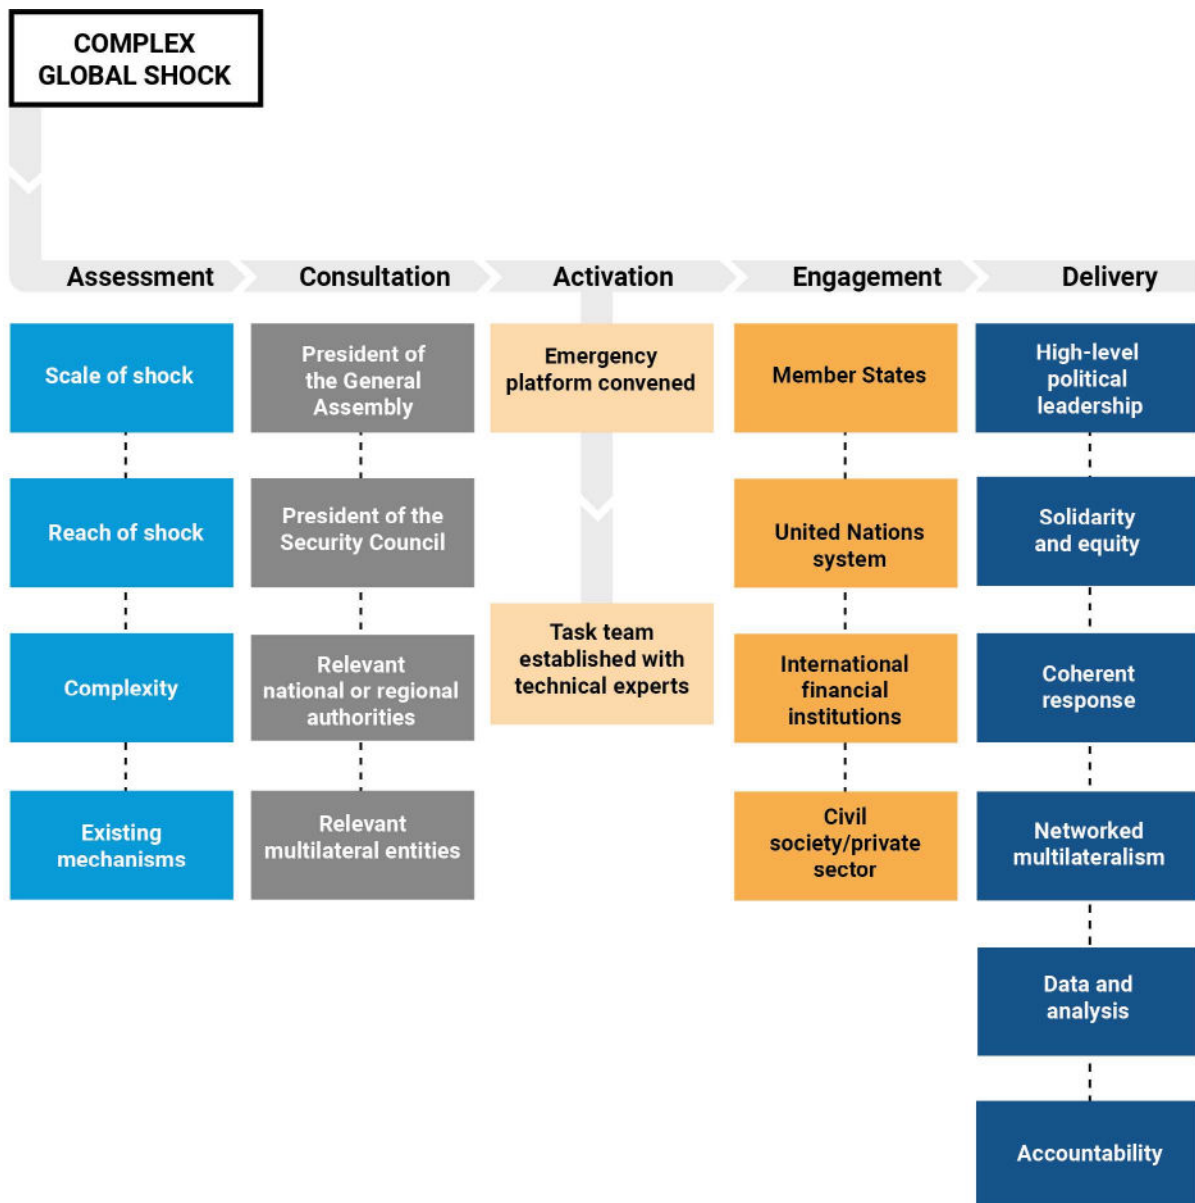 COMPLEX
GLOBAL SHOCK
Assessment
Consultation
Activation
Engagement
Delivery
Scale of shock
Reach of shock
Complexity
Existing
mechanisms
President of
the General
Assembly
President of the
Security Council
Relevant
national or regional
authorities
Relevant
multilateral entities
Emergency
platform convened
Task team
established with
technical experts
Member States
United Nations
system
International
financial
institutions
Civil
society/private
sector
High-level
political
leadership
Solidarity
and equity
Coherent
response
Networked
multilateralism
Data and
analysis
Accountability